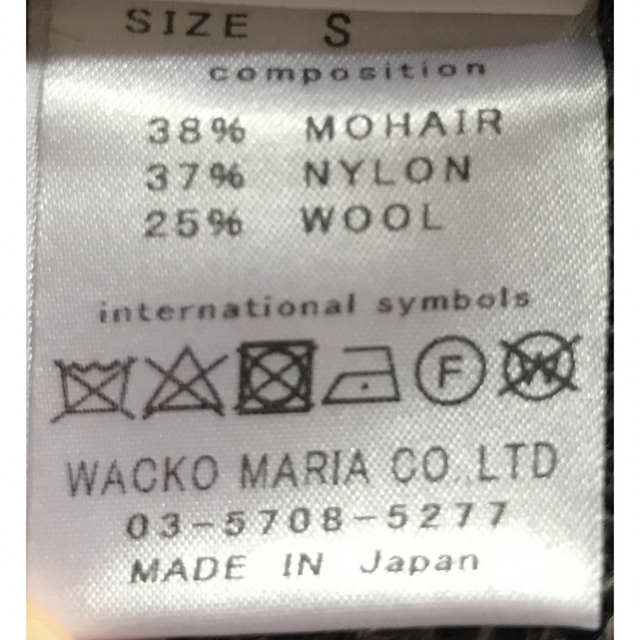 SIZE S
composition
38% MOHAIR
37% NYLON
25% WOOL
international symbols
F W
WACKO MARIA CO.,LTD
03-5708-5277
MADE IN Japan